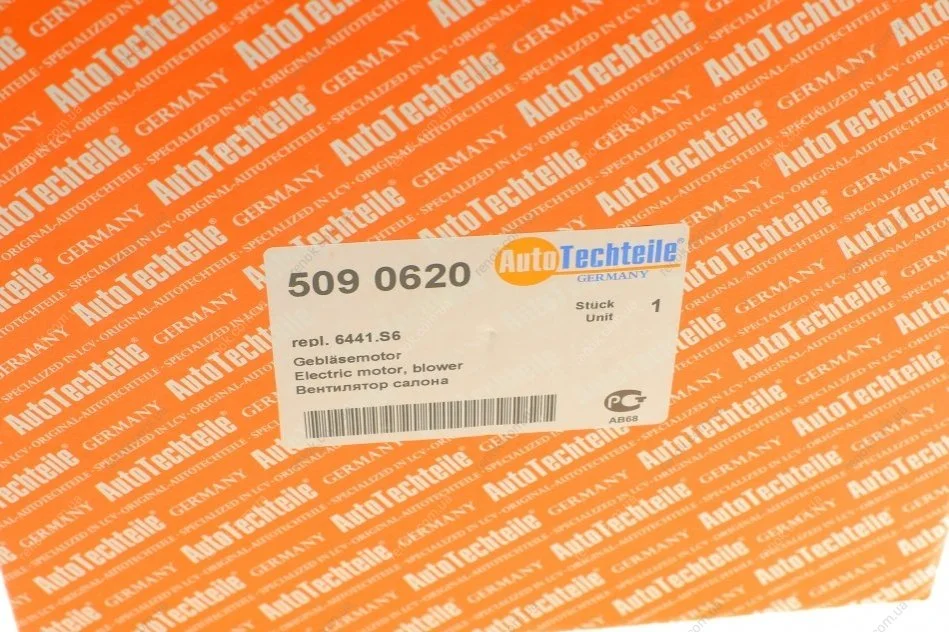 AutoTechteile®
GERMANY
SPECIALIZED IN LCV - ORIGINAL-AUTOTECHTEILE
509 0620
AutoTechteile®
GERMANY
Stück
Unit
1
repl. 6441.S6
Gebläsemotor
Electric motor, blower
Вентилятор салона
АВ68